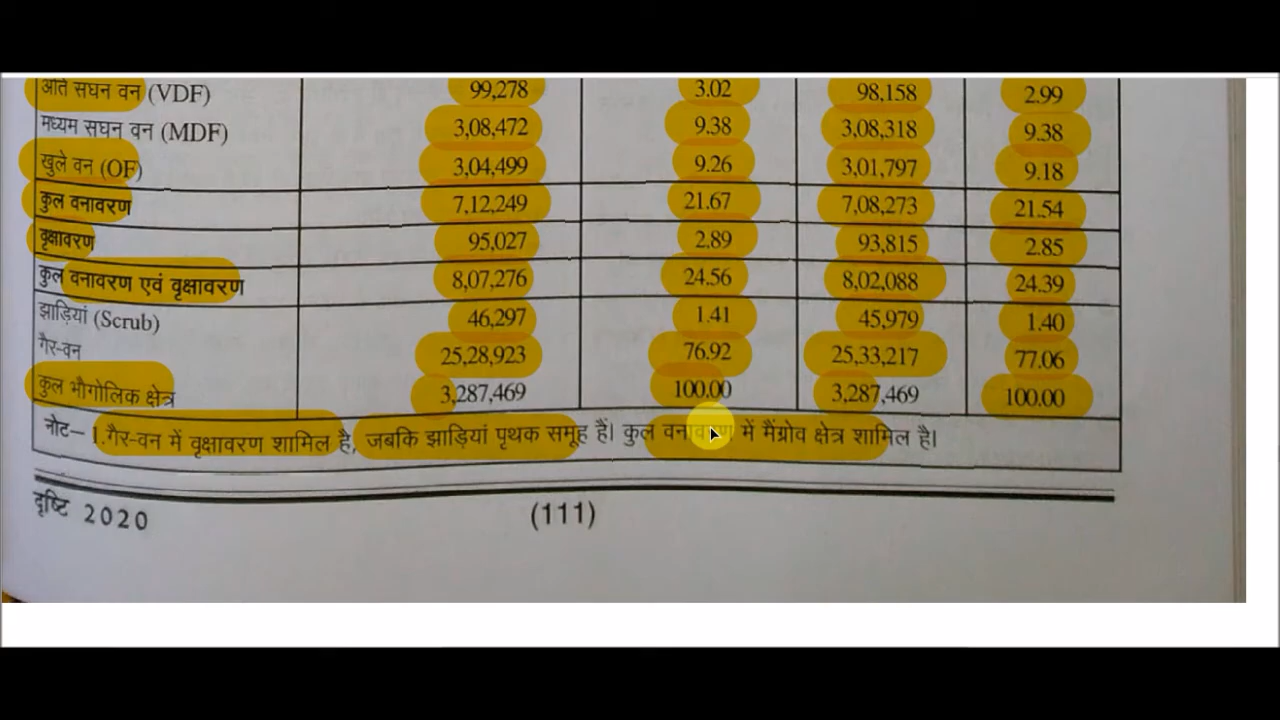 अति सघन वन (VDF) 99,278 3.02 98,158 2.99
मध्यम सघन वन (MDF) 3,08,472 9.38 3,08,318 9.38
खुले वन (OF) 3,04,499 9.26 3,01,797 9.18
कुल वनावरण 7,12,249 21.67 7,08,273 21.54
वृक्षावरण 95,027 2.89 93,815 2.85
कुल वनावरण एवं वृक्षावरण 8,07,276 24.56 8,02,088 24.39
झाड़ियां (Scrub) 46,297 1.41 45,979 1.40
गैर-वन 25,28,923 76.92 25,33,217 77.06
कुल भौगोलिक क्षेत्र 3,287,469 100.00 3,287,469 100.00
नोट– 1.गैर-वन में वृक्षावरण शामिल है, जबकि झाड़ियां पृथक समूह हैं। कुल वनावरण में मैंग्रोव क्षेत्र शामिल है।
दृष्टि 2020 (111)